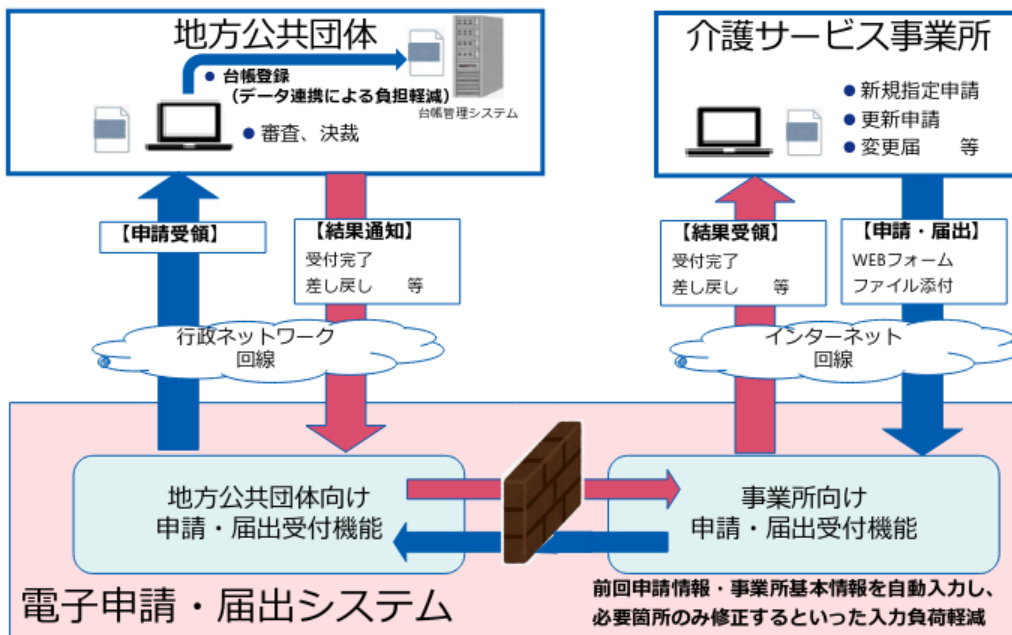 地方公共団体
● 台帳登録
（データ連携による負担軽減）
台帳管理システム
● 審査、決裁
介護サービス事業所
● 新規指定申請
● 更新申請
● 変更届　等
【申請受領】
【結果通知】
受付完了
差し戻し　等
【結果受領】
受付完了
差し戻し　等
【申請・届出】
WEBフォーム
ファイル添付
行政ネットワーク
回線
インターネット
回線
地方公共団体向け
申請・届出受付機能
事業所向け
申請・届出受付機能
前回申請情報・事業所基本情報を自動入力し、
必要箇所のみ修正するといった入力負荷軽減
電子申請・届出システム